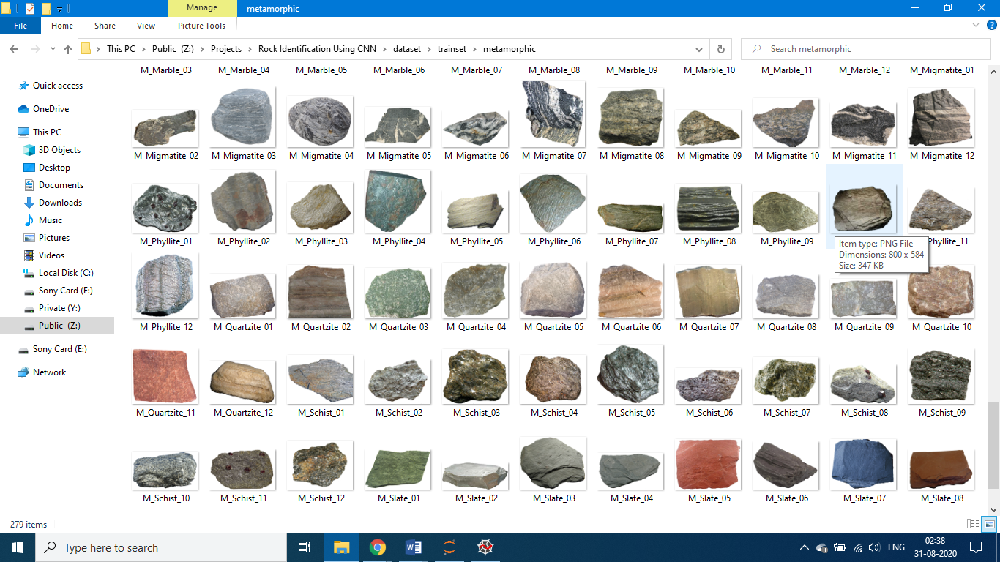 Manage
metamorphic
File
Home
Share
View
Picture Tools
This PC
Public (Z:)
Projects
Rock Identification Using CNN
dataset
trainset
metamorphic
Search metamorphic
Quick access
OneDrive
This PC
3D Objects
Desktop
Documents
Downloads
Music
Pictures
Videos
Local Disk (C:)
Sony Card (E:)
Private (Y:)
Public (Z:)
Sony Card (E:)
Network
M_Marble_03 M_Marble_04 M_Marble_05 M_Marble_06 M_Marble_07 M_Marble_08 M_Marble_09 M_Marble_10 M_Marble_11 M_Marble_12 M_Migmatite_01
M_Migmatite_02 M_Migmatite_03 M_Migmatite_04 M_Migmatite_05 M_Migmatite_06 M_Migmatite_07 M_Migmatite_08 M_Migmatite_09 M_Migmatite_10 M_Migmatite_11 M_Migmatite_12
M_Phyllite_01 M_Phyllite_02 M_Phyllite_03 M_Phyllite_04 M_Phyllite_05 M_Phyllite_06 M_Phyllite_07 M_Phyllite_08 M_Phyllite_09 Phyllite_11
Item type: PNG File
Dimensions: 800 x 584
Size: 347 KB
M_Phyllite_12 M_Quartzite_01 M_Quartzite_02 M_Quartzite_03 M_Quartzite_04 M_Quartzite_05 M_Quartzite_06 M_Quartzite_07 M_Quartzite_08 M_Quartzite_09 M_Quartzite_10
M_Quartzite_11 M_Quartzite_12 M_Schist_01 M_Schist_02 M_Schist_03 M_Schist_04 M_Schist_05 M_Schist_06 M_Schist_07 M_Schist_08 M_Schist_09
M_Schist_10 M_Schist_11 M_Schist_12 M_Slate_01 M_Slate_02 M_Slate_03 M_Slate_04 M_Slate_05 M_Slate_06 M_Slate_07 M_Slate_08
279 items
Type here to search
ENG
02:38
31-08-2020